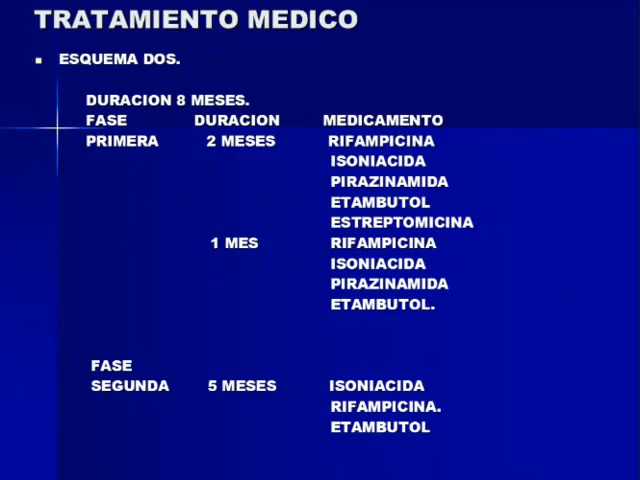 TRATAMIENTO MEDICO
ESQUEMA DOS.
DURACION 8 MESES.
FASE DURACION MEDICAMENTO
PRIMERA 2 MESES RIFAMPICINA
ISONIACIDA
PIRAZINAMIDA
ETAMBUTOL
ESTREPTOMICINA
1 MES RIFAMPICINA
ISONIACIDA
PIRAZINAMIDA
ETAMBUTOL.
FASE
SEGUNDA 5 MESES ISONIACIDA
RIFAMPICINA.
ETAMBUTOL